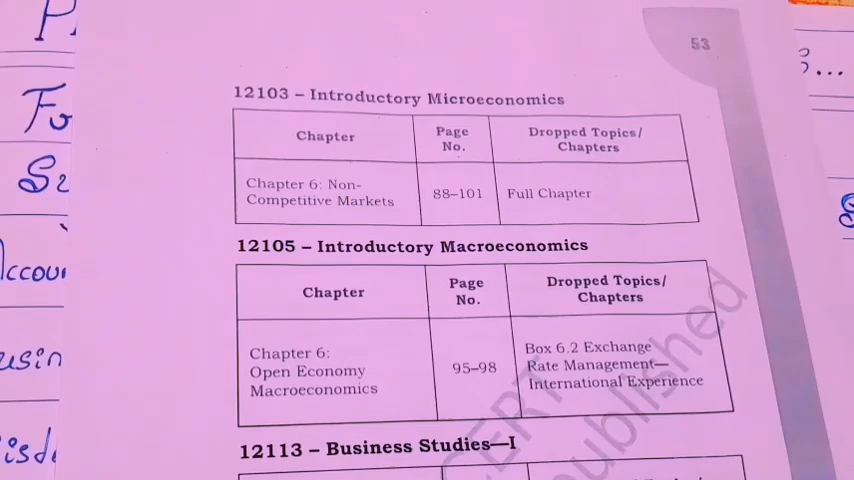 53
12103 – Introductory Microeconomics
Chapter
Page
No.
Dropped Topics/
Chapters
Chapter 6: Non-
Competitive Markets
88–101
Full Chapter
12105 – Introductory Macroeconomics
Chapter
Page
No.
Dropped Topics/
Chapters
Chapter 6:
Open Economy
Macroeconomics
95–98
Box 6.2 Exchange
Rate Management—
International Experience
12113 – Business Studies—I